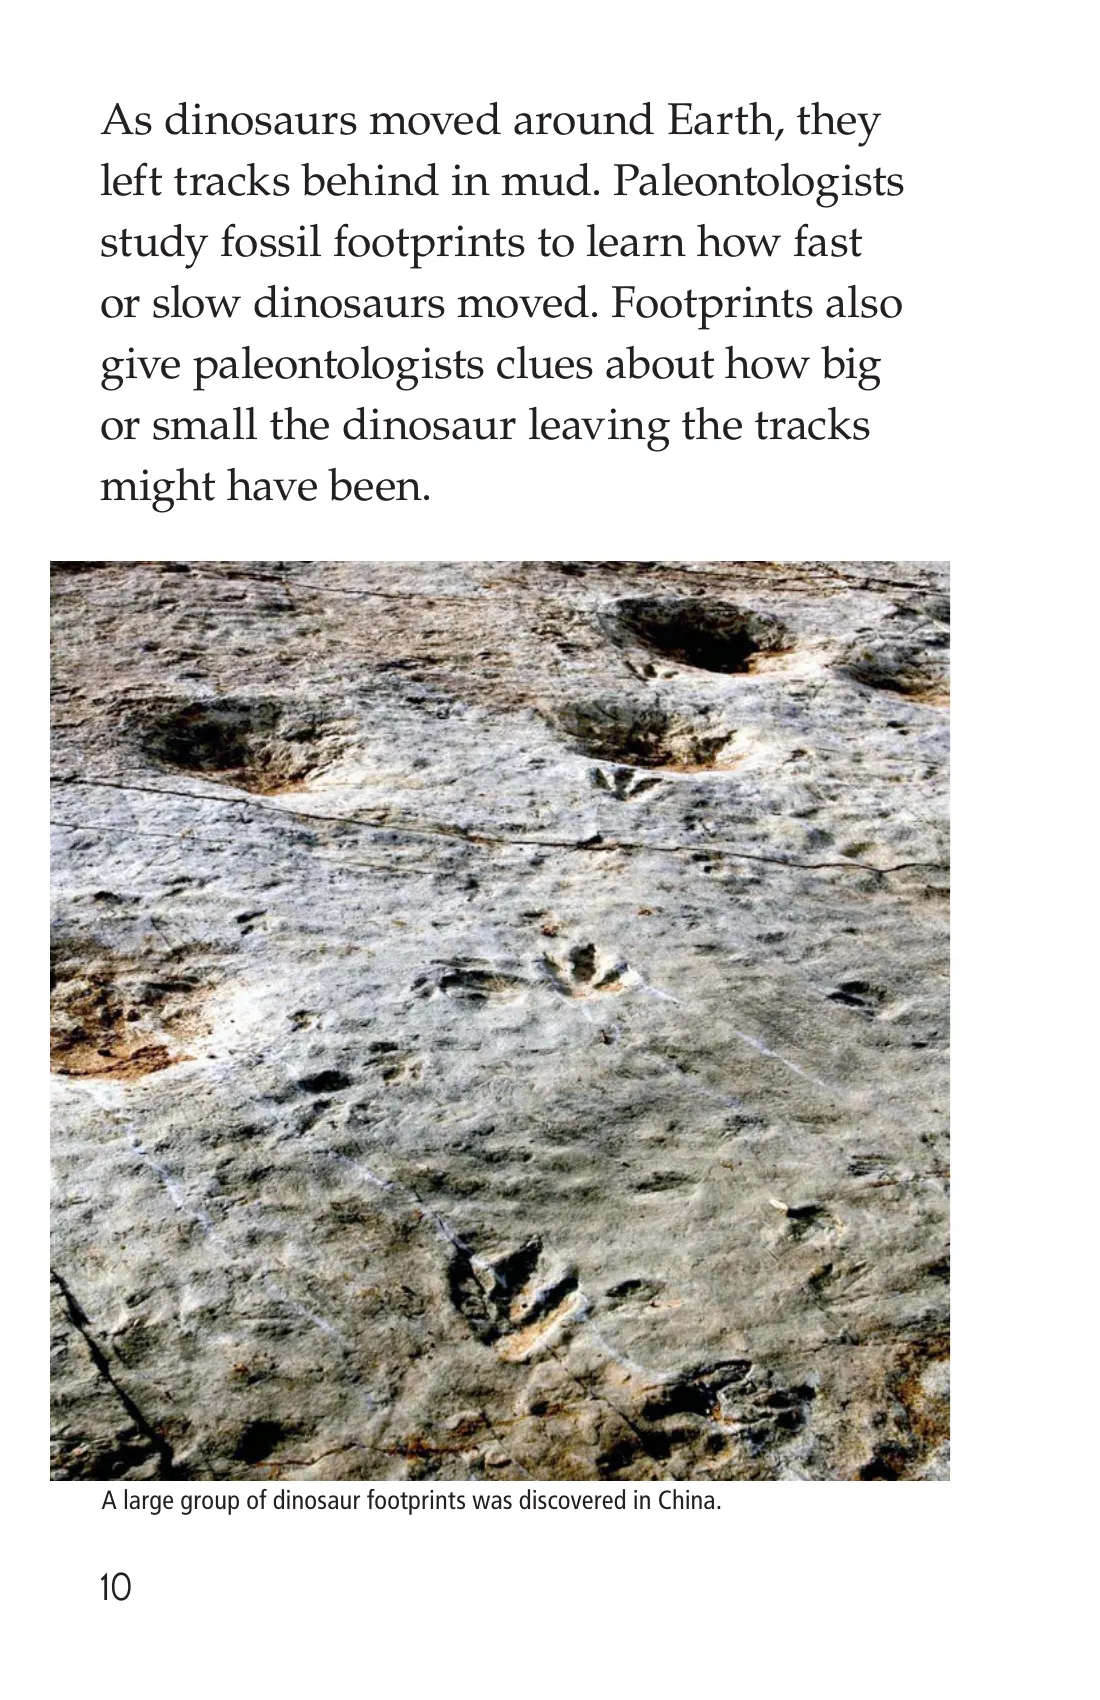 As dinosaurs moved around Earth, they
left tracks behind in mud. Paleontologists
study fossil footprints to learn how fast
or slow dinosaurs moved. Footprints also
give paleontologists clues about how big
or small the dinosaur leaving the tracks
might have been.
A large group of dinosaur footprints was discovered in China.
10